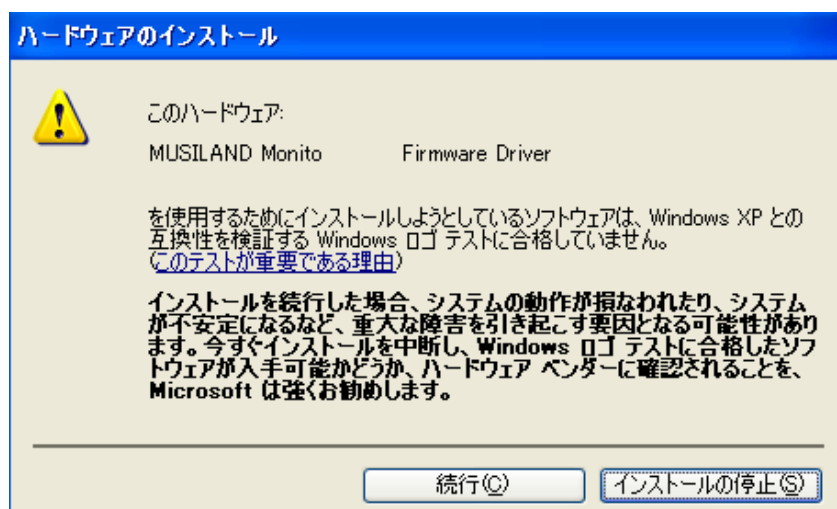 ハードウェアのインストール
このハードウェア:
MUSILAND Monito Firmware Driver
を使用するためにインストールしようとしているソフトウェアは、Windows XP との
互換性を検証する Windows ロゴ テストに合格していません。
(このテストが重要である理由)
インストールを続行した場合、システムの動作が損なわれたり、システム
が不安定になるなど、重大な障害を引き起こす要因となる可能性があり
ます。今すぐインストールを中断し、Windows ロゴ テストに合格したソフ
トウェアが入手可能かどうか、ハードウェア ベンダーに確認されることを、
Microsoft は強くお勧めします。
続行(C) インストールの停止(S)